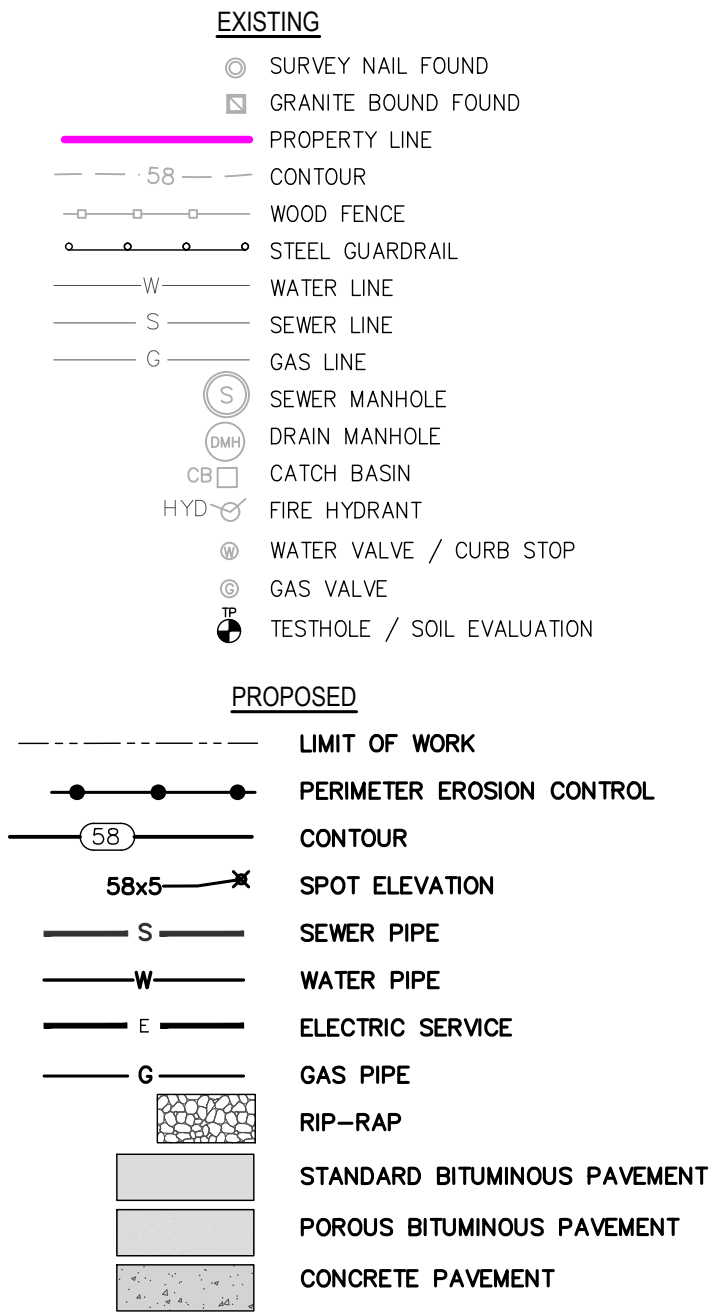 EXISTING
SURVEY NAIL FOUND
GRANITE BOUND FOUND
PROPERTY LINE
58 CONTOUR
WOOD FENCE
STEEL GUARDRAIL
W WATER LINE
S SEWER LINE
G GAS LINE
S SEWER MANHOLE
DMH DRAIN MANHOLE
CB CATCH BASIN
HYD FIRE HYDRANT
W WATER VALVE / CURB STOP
G GAS VALVE
TP
TESTHOLE / SOIL EVALUATION
PROPOSED
LIMIT OF WORK
PERIMETER EROSION CONTROL
58 CONTOUR
58x5 SPOT ELEVATION
S SEWER PIPE
W WATER PIPE
E ELECTRIC SERVICE
G GAS PIPE
RIP-RAP
STANDARD BITUMINOUS PAVEMENT
POROUS BITUMINOUS PAVEMENT
CONCRETE PAVEMENT